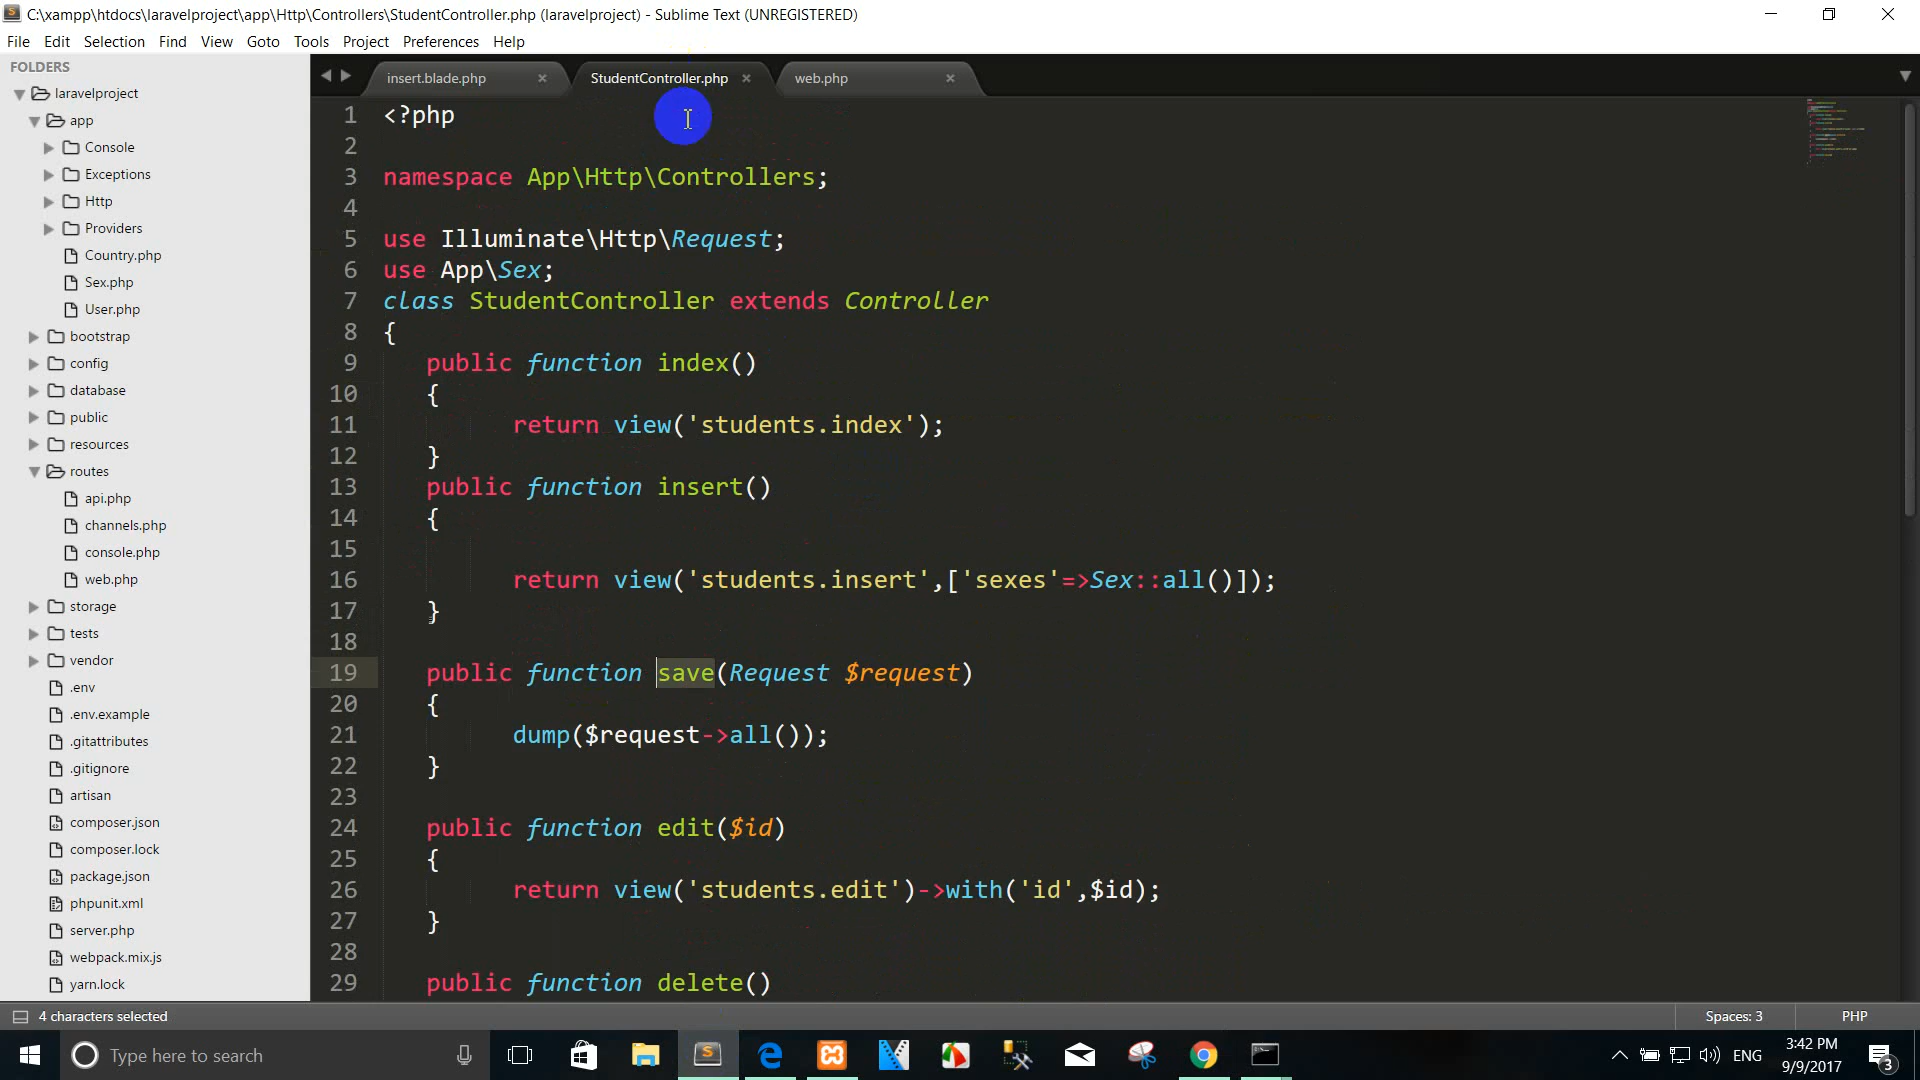 C:\xampp\htdocs\laravelproject\app\Http\Controllers\StudentController.php (laravelproject) - Sublime Text (UNREGISTERED)
File Edit Selection Find View Goto Tools Project Preferences Help
FOLDERS
laravelproject
app
Console
Exceptions
Http
Providers
Country.php
Sex.php
User.php
bootstrap
config
database
public
resources
routes
api.php
channels.php
console.php
web.php
storage
tests
vendor
.env
.env.example
.gitattributes
.gitignore
artisan
composer.json
composer.lock
package.json
phpunit.xml
server.php
webpack.mix.js
yarn.lock
insert.blade.php StudentController.php web.php
1 <?php
2
3 namespace App\Http\Controllers;
4
5 use Illuminate\Http\Request;
6 use App\Sex;
7 class StudentController extends Controller
8 {
9 public function index()
10 {
11 return view('students.index');
12 }
13 public function insert()
14 {
15
16 return view('students.insert',['sexes'=>Sex::all()]);
17 }
18
19 public function save(Request $request)
20 {
21 dump($request->all());
22 }
23
24 public function edit($id)
25 {
26 return view('students.edit')->with('id',$id);
27 }
28
29 public function delete()
4 characters selected Spaces: 3 PHP
Type here to search ENG 3:42 PM
9/9/2017 3